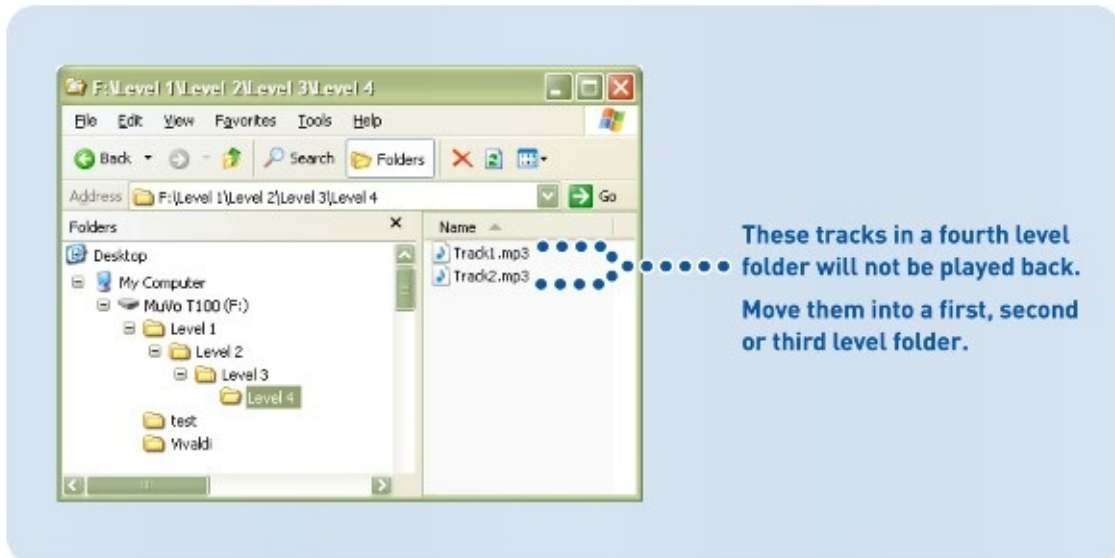 F:\Level 1\Level 2\Level 3\Level 4
File Edit View Favorites Tools Help
Back Search Folders
Address F:\Level 1\Level 2\Level 3\Level 4 Go
Folders Name
Desktop
My Computer
MuVo T100 (F:)
Level 1
Level 2
Level 3
Level 4
test
Vivaldi
Track1.mp3
Track2.mp3
These tracks in a fourth level
folder will not be played back.
Move them into a first, second
or third level folder.